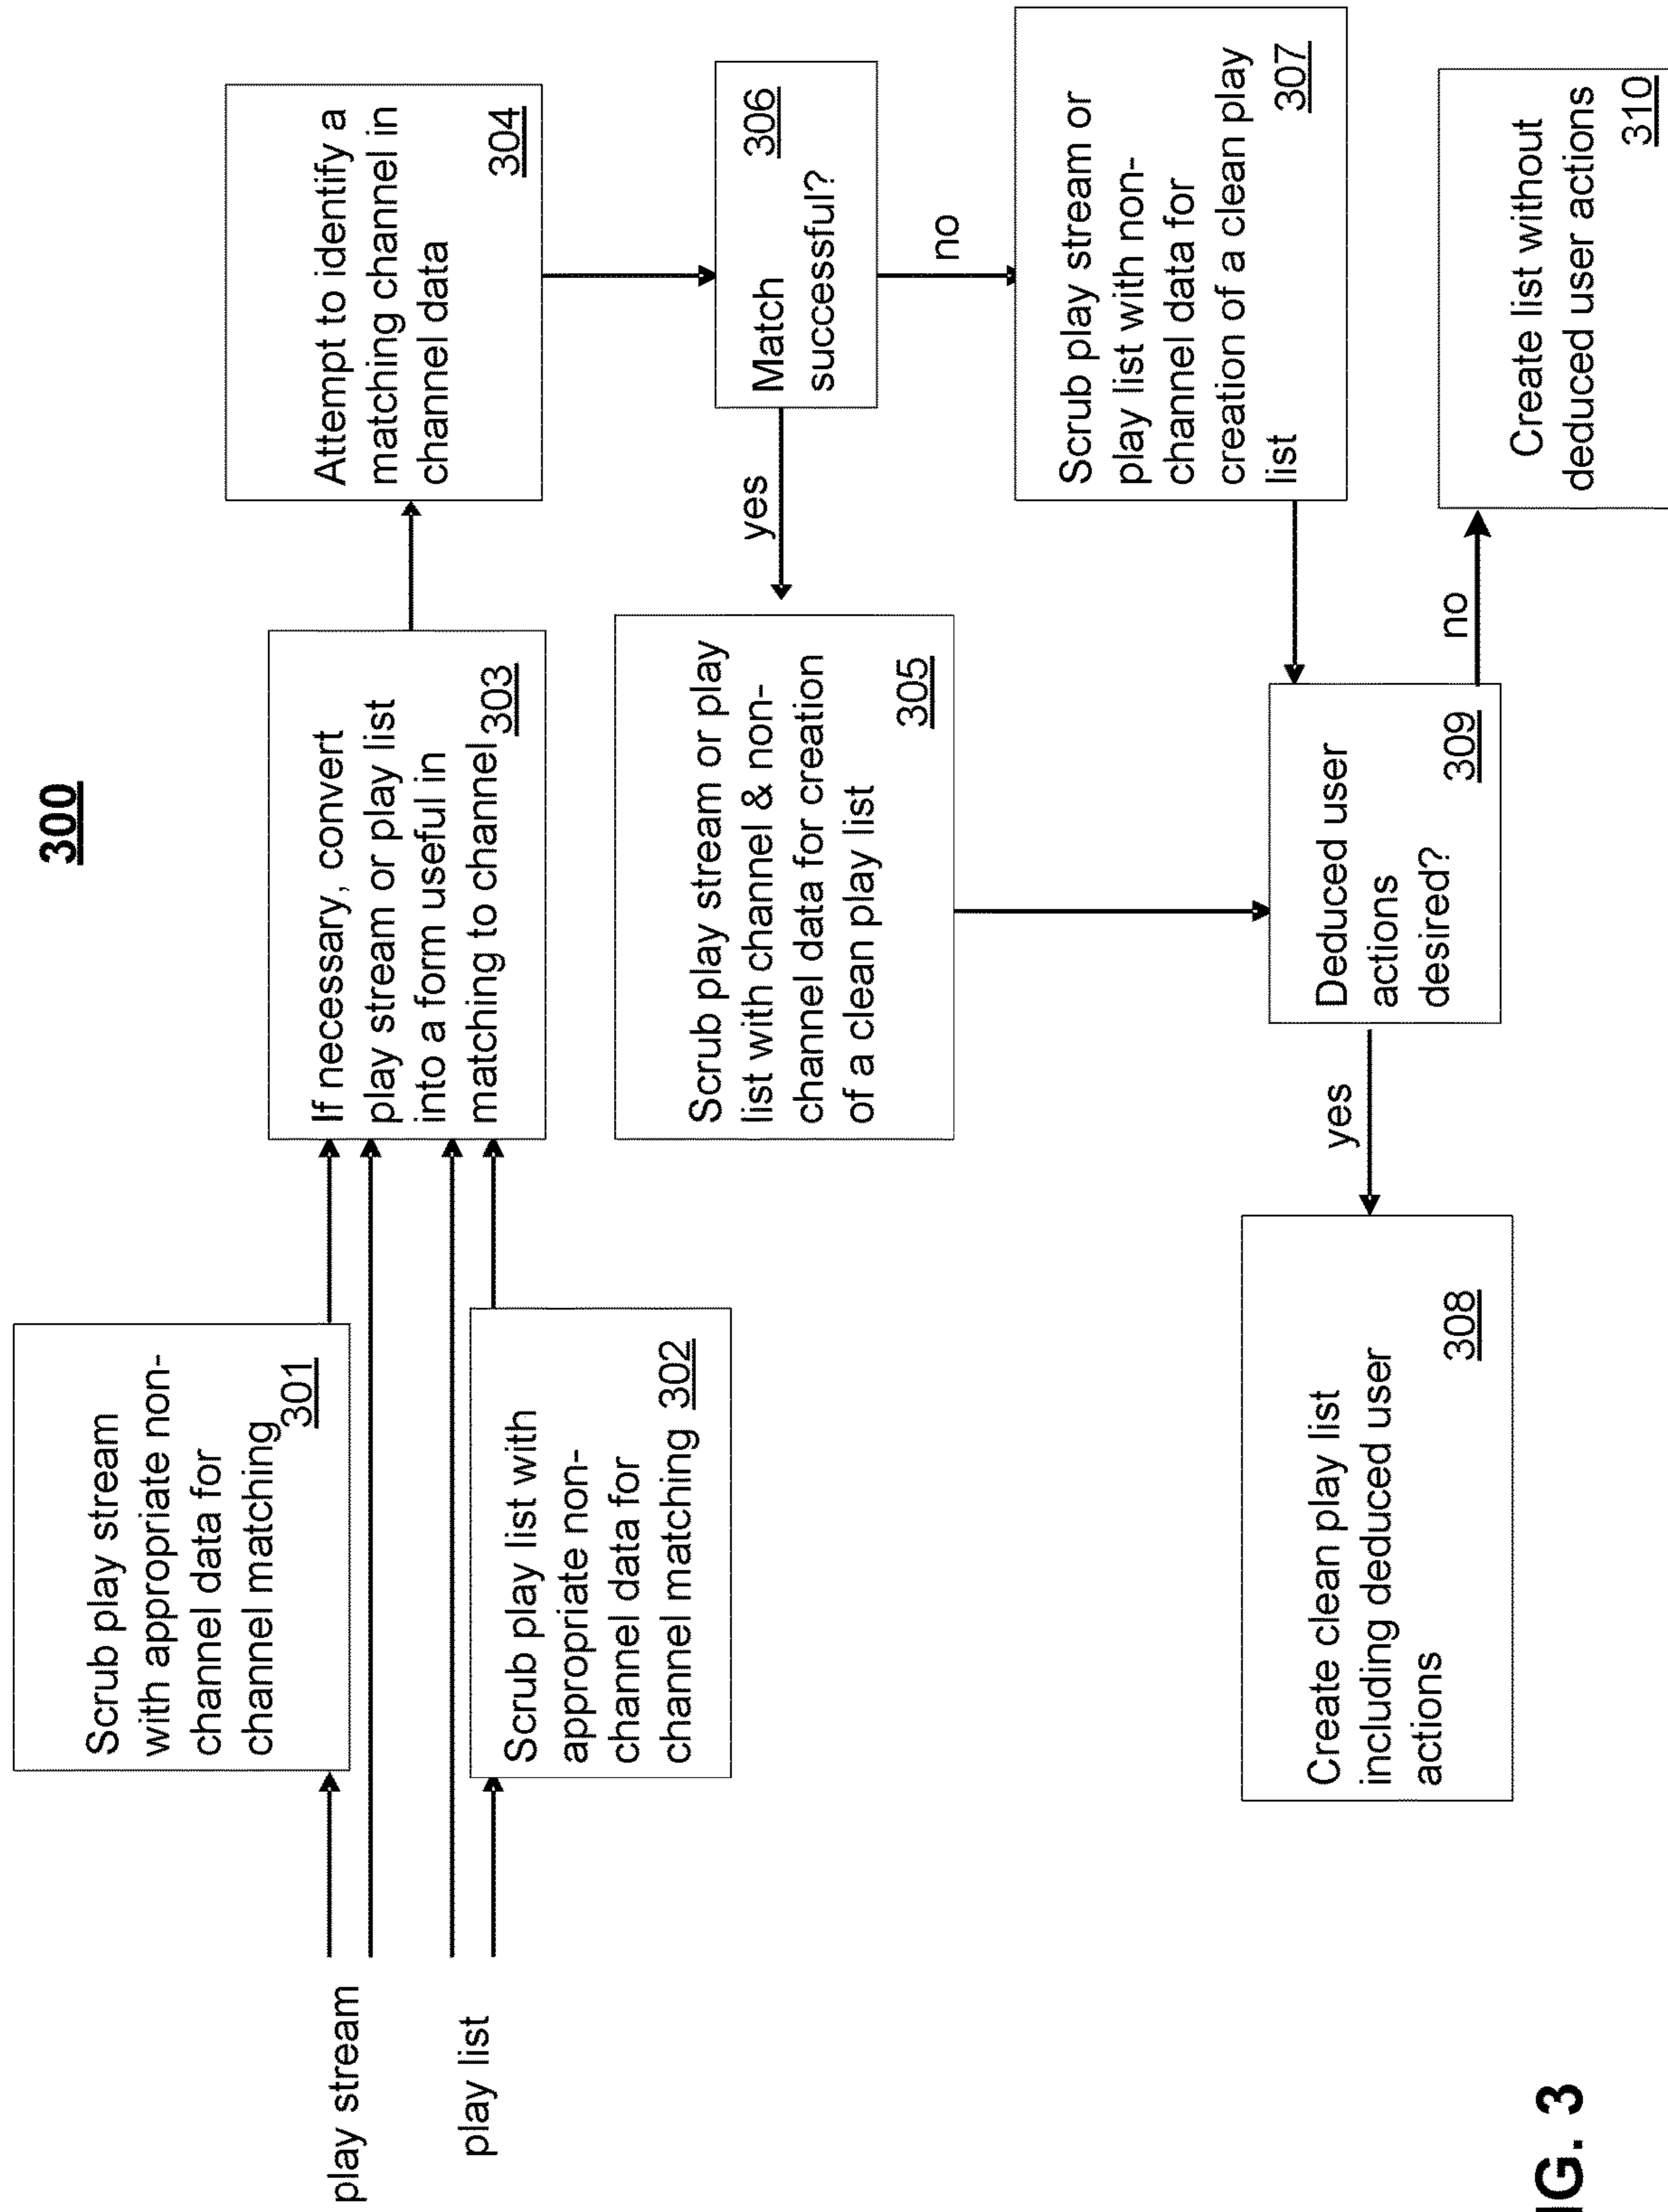 300
play stream
play list
Scrub play stream
with appropriate non-
channel data for
channel matching
301
Scrub play list with
appropriate non-
channel data for
channel matching 302
If necessary, convert
play stream or play list
into a form useful in
matching to channel 303
Attempt to identify a
matching channel in
channel data
304
Match
successful?
306
yes
no
Scrub play stream or play
list with channel & non-
channel data for creation
of a clean play list
305
Scrub play stream or
play list with non-
channel data for
creation of a clean play
list
307
Deduced user
actions
desired?
309
yes
no
Create clean play list
including deduced user
actions
308
Create list without
deduced user actions
310
IG. 3